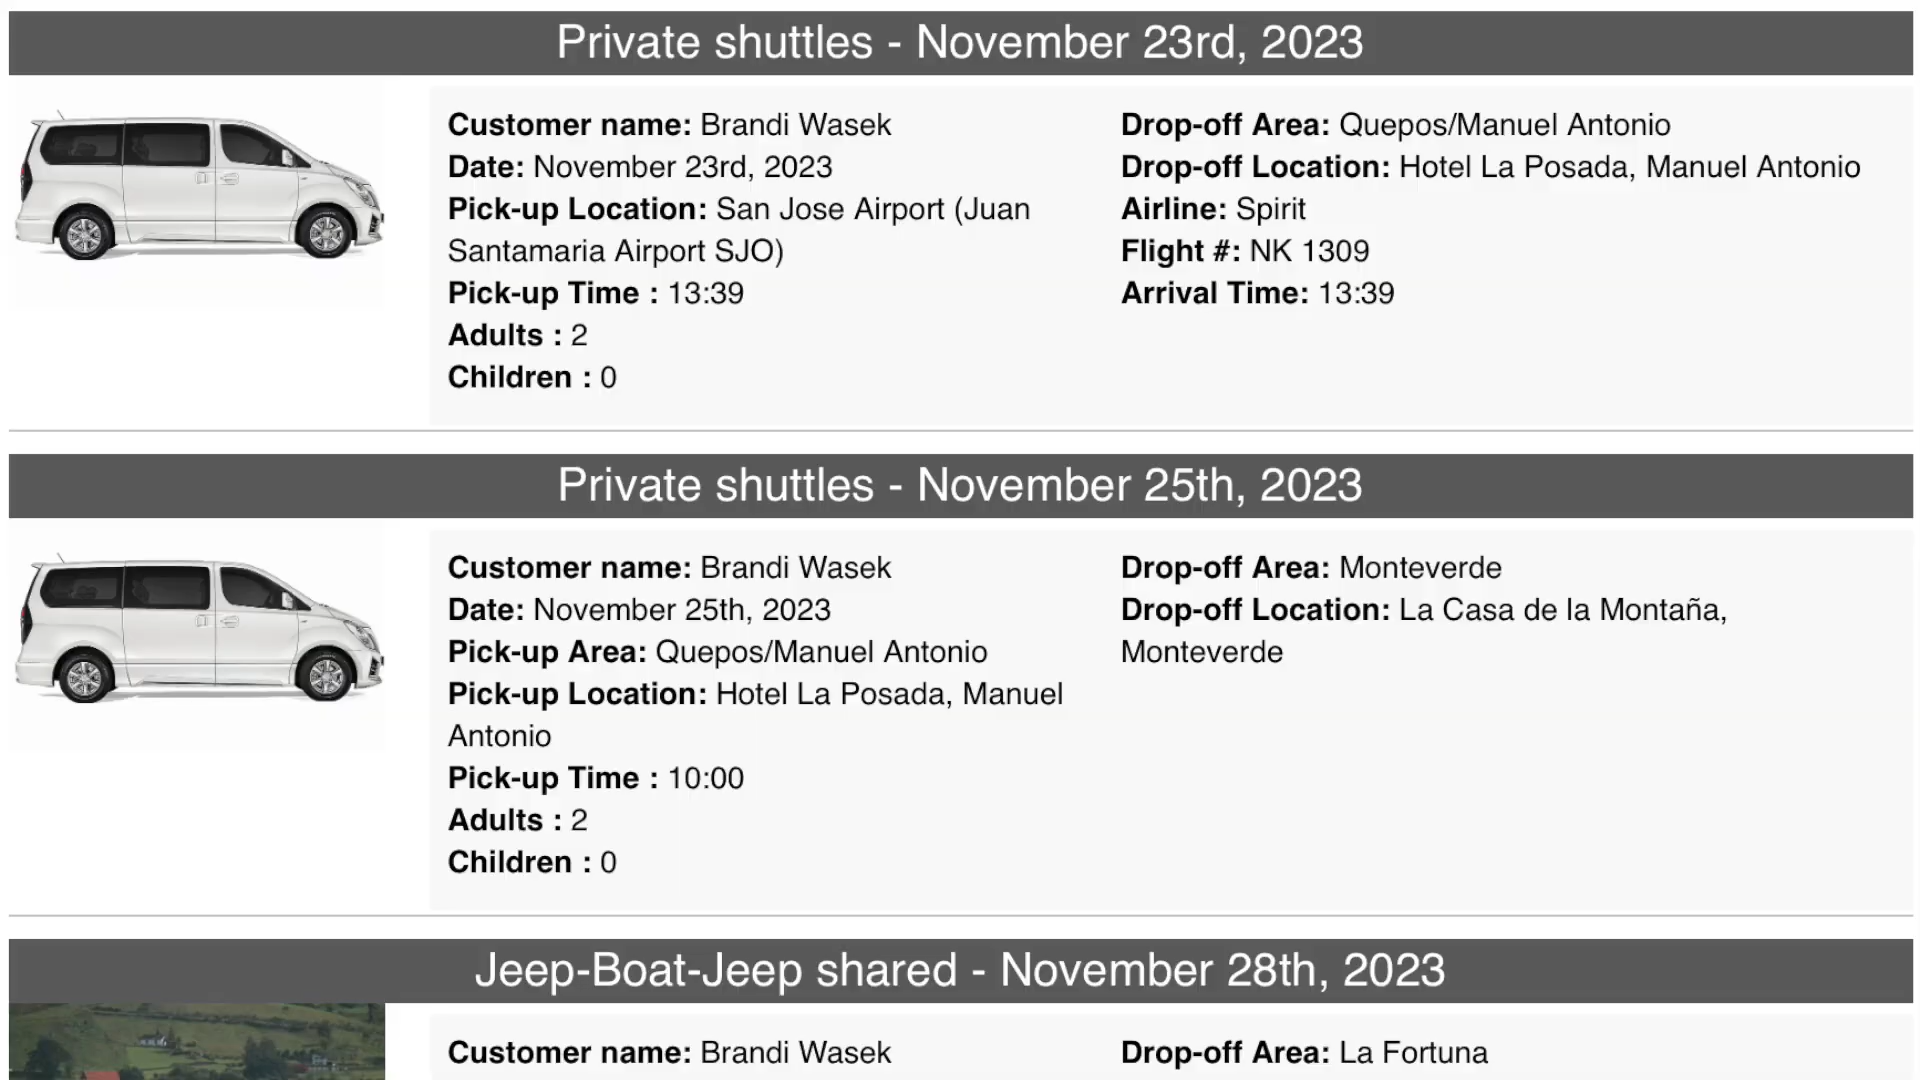 Private shuttles - November 23rd, 2023
Customer name: Brandi Wasek
Date: November 23rd, 2023
Pick-up Location: San Jose Airport (Juan
Santamaria Airport SJO)
Pick-up Time : 13:39
Adults : 2
Children : 0
Drop-off Area: Quepos/Manuel Antonio
Drop-off Location: Hotel La Posada, Manuel Antonio
Airline: Spirit
Flight #: NK 1309
Arrival Time: 13:39
Private shuttles - November 25th, 2023
Customer name: Brandi Wasek
Date: November 25th, 2023
Pick-up Area: Quepos/Manuel Antonio
Pick-up Location: Hotel La Posada, Manuel
Antonio
Pick-up Time : 10:00
Adults : 2
Children : 0
Drop-off Area: Monteverde
Drop-off Location: La Casa de la Montaña,
Monteverde
Jeep-Boat-Jeep shared - November 28th, 2023
Customer name: Brandi Wasek
Drop-off Area: La Fortuna